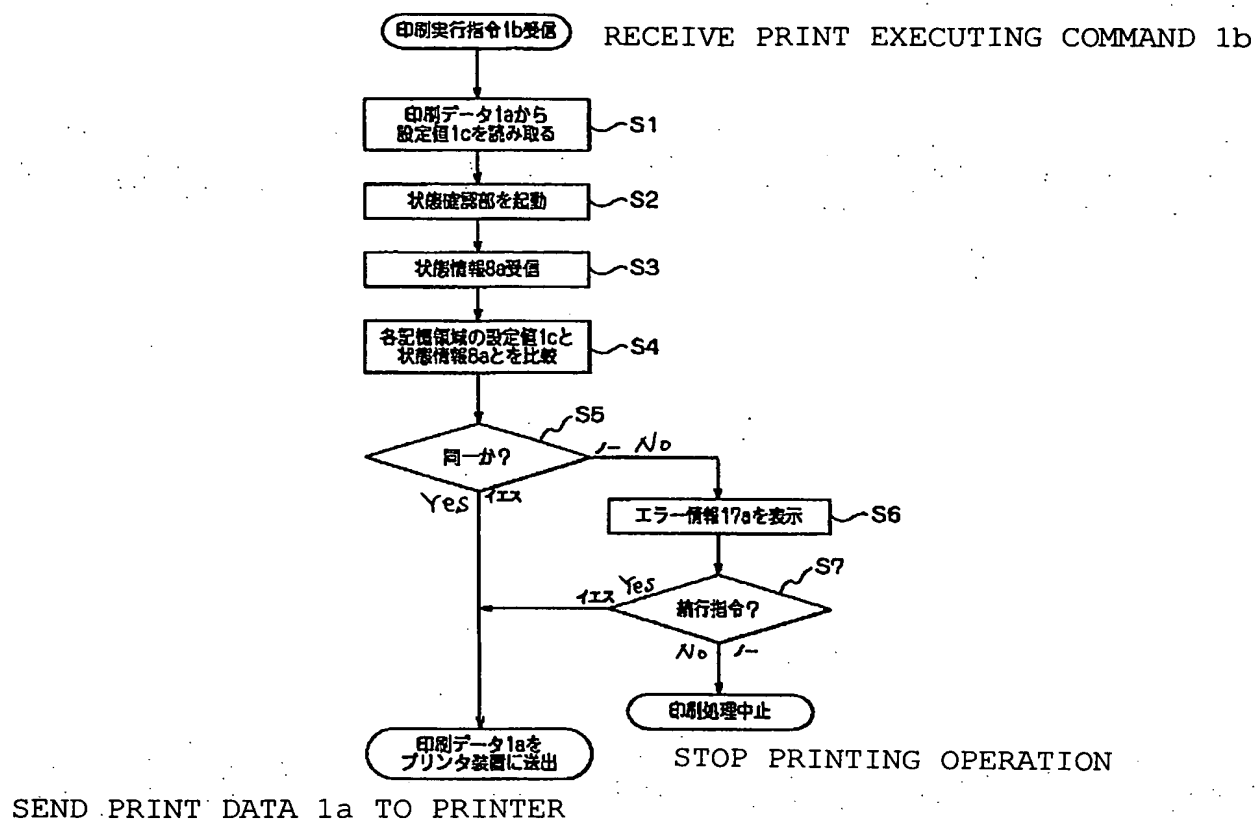 印刷実行指令1b受信
RECEIVE PRINT EXECUTING COMMAND 1b
印刷データ1aから
設定値1cを読み取る
S1
状態確認部を起動
S2
状態情報8a受信
S3
各記憶領域の設定値1cと
状態情報8aとを比較
S4
S5
同一か?
ノー No
Yes イエス
エラー情報17aを表示
S6
S7
イエス Yes
続行指令?
No ノー
印刷処理中止
STOP PRINTING OPERATION
印刷データ1aを
プリンタ装置に送出
SEND PRINT DATA 1a TO PRINTER